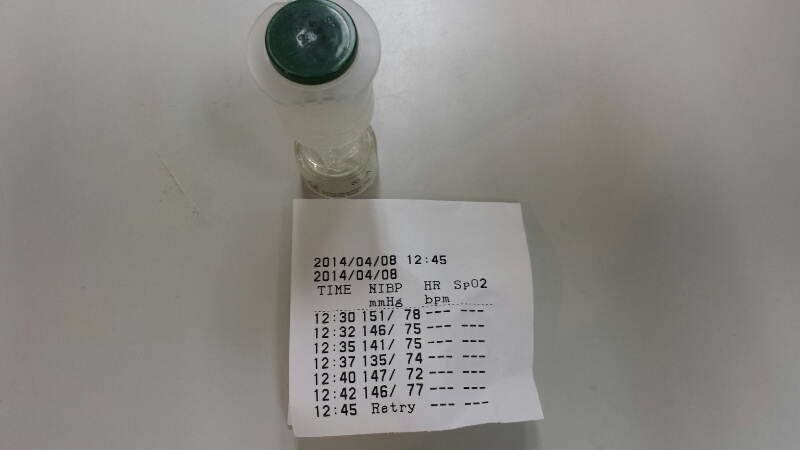 2014/04/08 12:45
2014/04/08
TIME NIBP HR SpO2
mmHg bpm
12:30 151/ 78 --- ---
12:32 146/ 75 --- ---
12:35 141/ 75 --- ---
12:37 135/ 74 --- ---
12:40 147/ 72 --- ---
12:42 146/ 77 --- ---
12:45 Retry --- ---